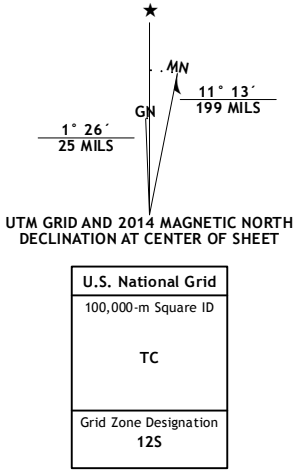 MN
11° 13´
199 MILS
GN
1° 26´
25 MILS
UTM GRID AND 2014 MAGNETIC NORTH
DECLINATION AT CENTER OF SHEET
U.S. National Grid
100,000-m Square ID
TC
Grid Zone Designation
12S